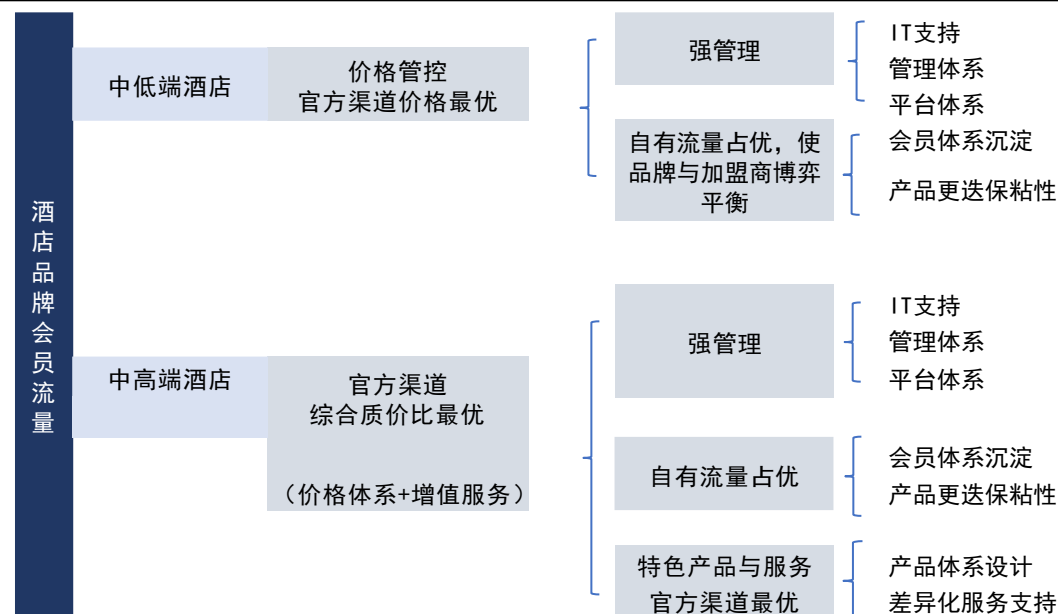 酒店品牌会员流量
中低端酒店
价格管控
官方渠道价格最优
强管理
IT支持
管理体系
平台体系
自有流量占优，使
品牌与加盟商博弈
平衡
会员体系沉淀
产品更迭保粘性
中高端酒店
官方渠道
综合质价比最优
（价格体系+增值服务）
强管理
IT支持
管理体系
平台体系
自有流量占优
会员体系沉淀
产品更迭保粘性
特色产品与服务
官方渠道最优
产品体系设计
差异化服务支持